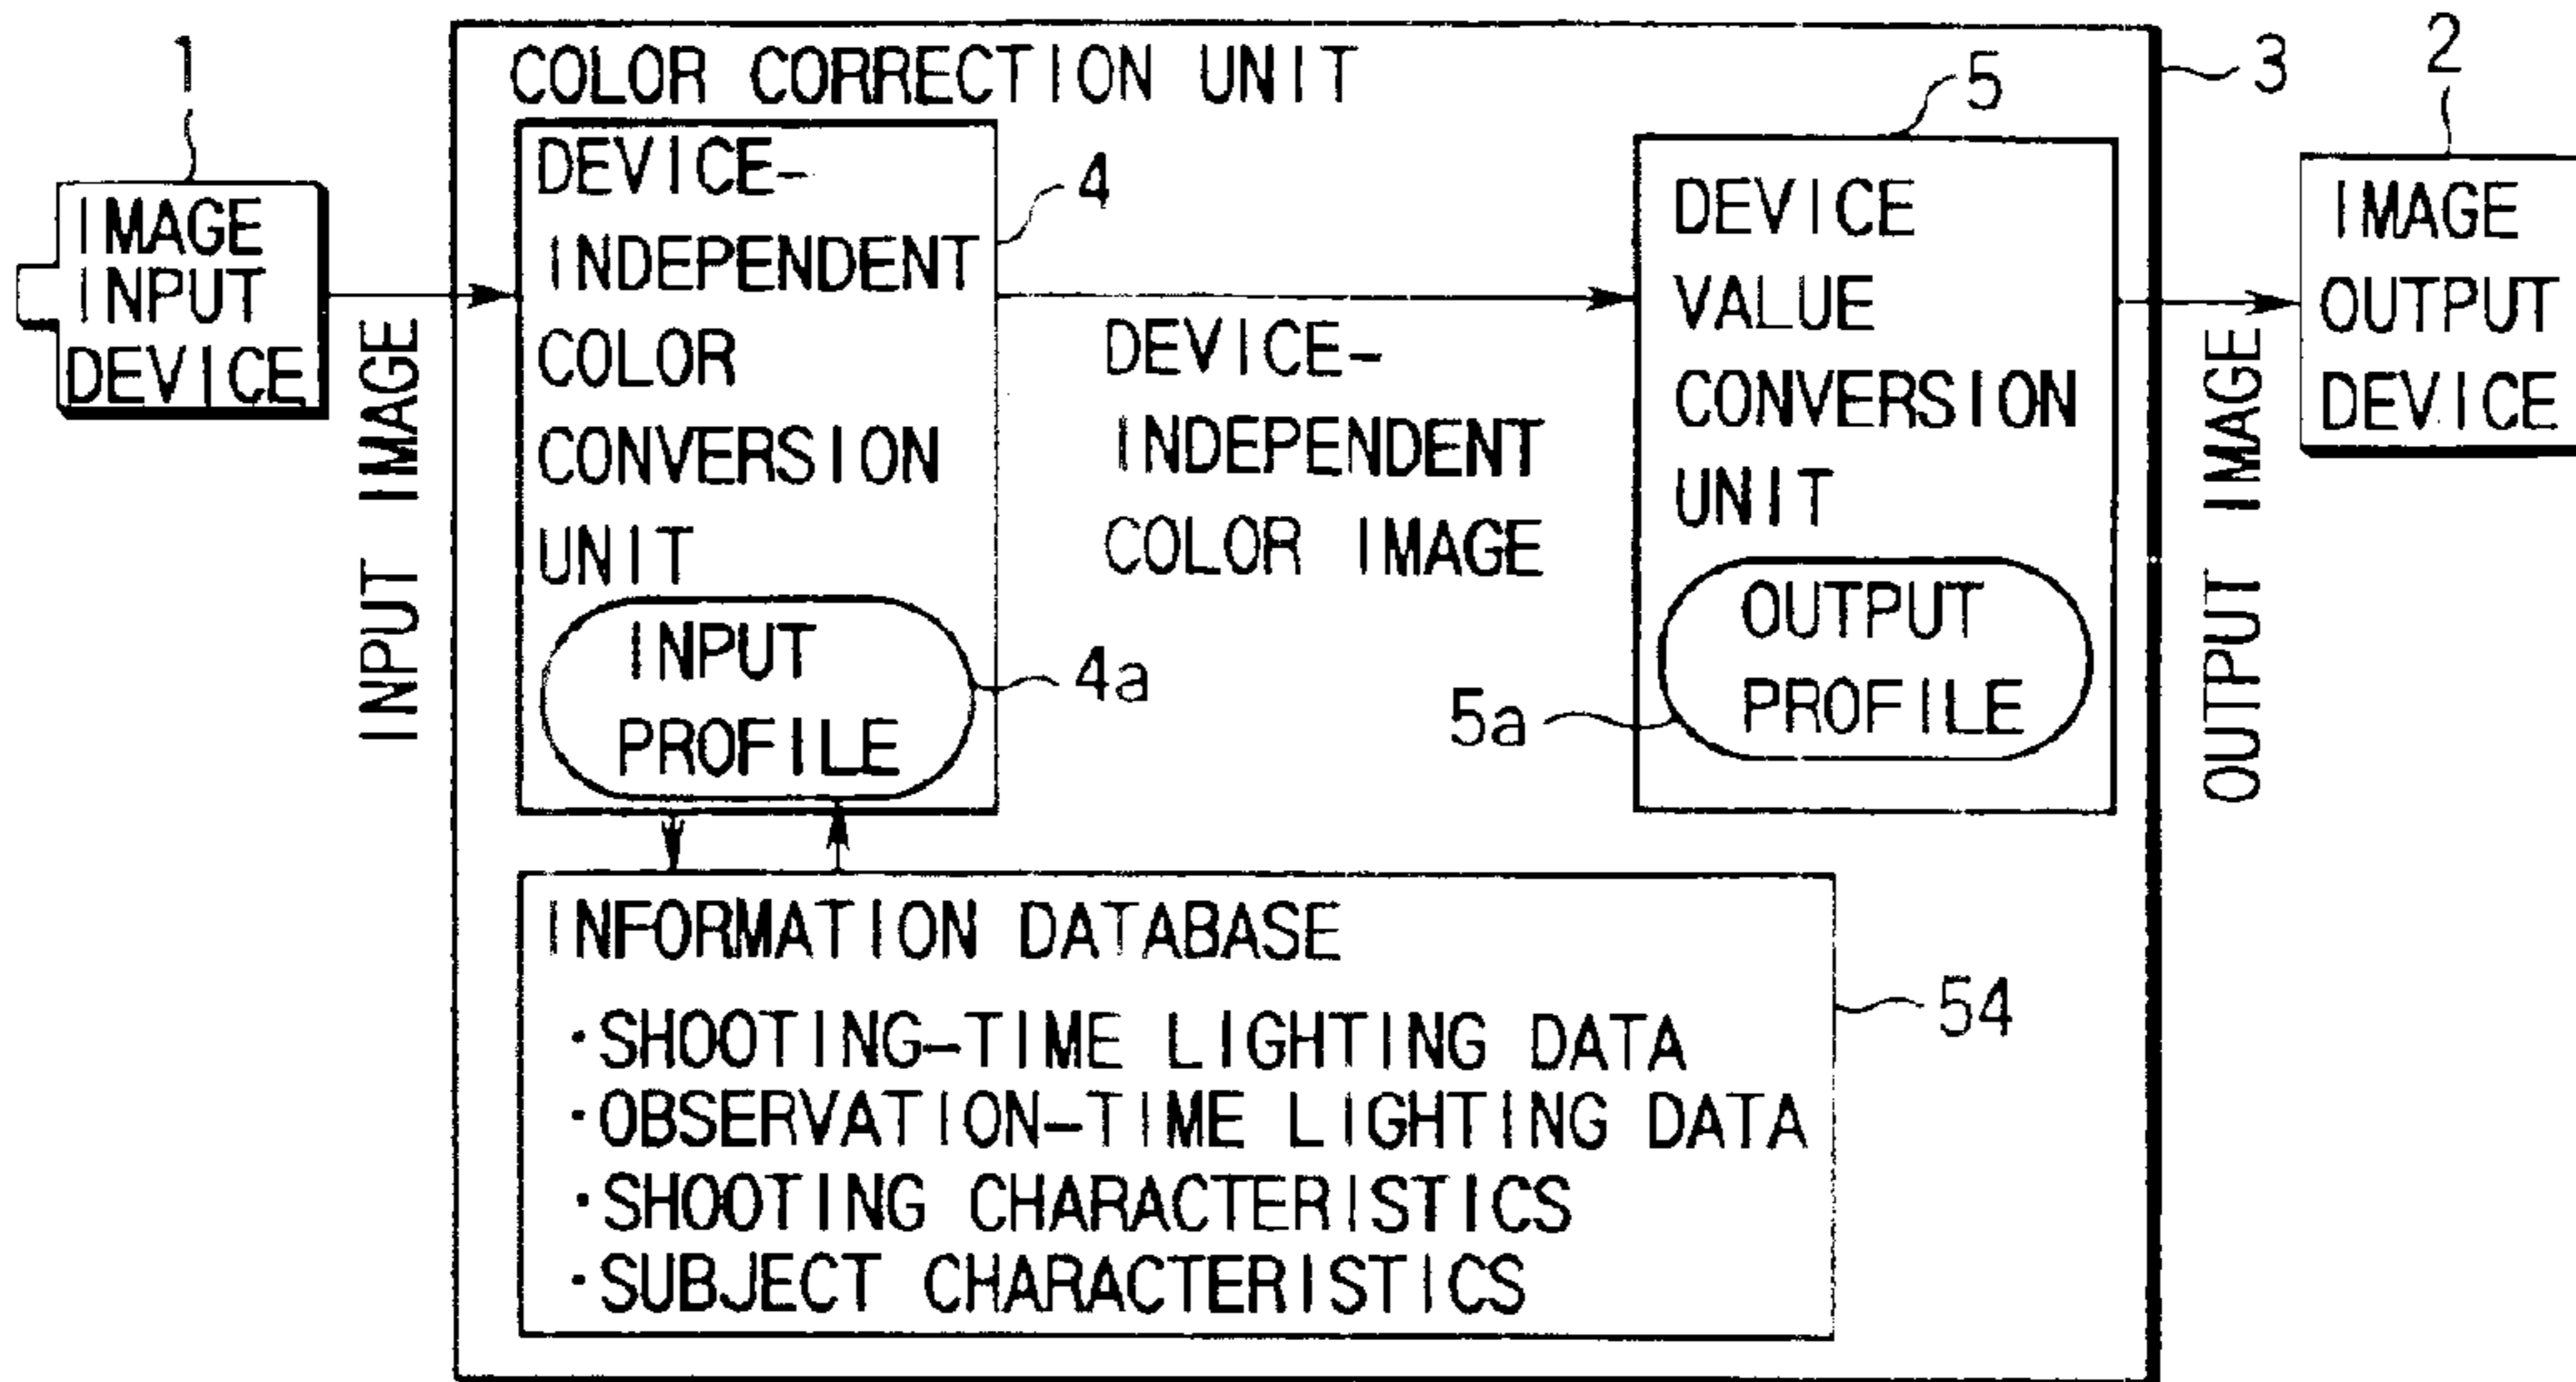 1
IMAGE
INPUT
DEVICE
INPUT IMAGE
COLOR CORRECTION UNIT
3
DEVICE-
INDEPENDENT
COLOR
CONVERSION
UNIT
4
INPUT
PROFILE
4a
DEVICE-
INDEPENDENT
COLOR IMAGE
5
DEVICE
VALUE
CONVERSION
UNIT
OUTPUT
PROFILE
5a
INFORMATION DATABASE
·SHOOTING-TIME LIGHTING DATA
·OBSERVATION-TIME LIGHTING DATA
·SHOOTING CHARACTERISTICS
·SUBJECT CHARACTERISTICS
54
OUTPUT IMAGE
2
IMAGE
OUTPUT
DEVICE